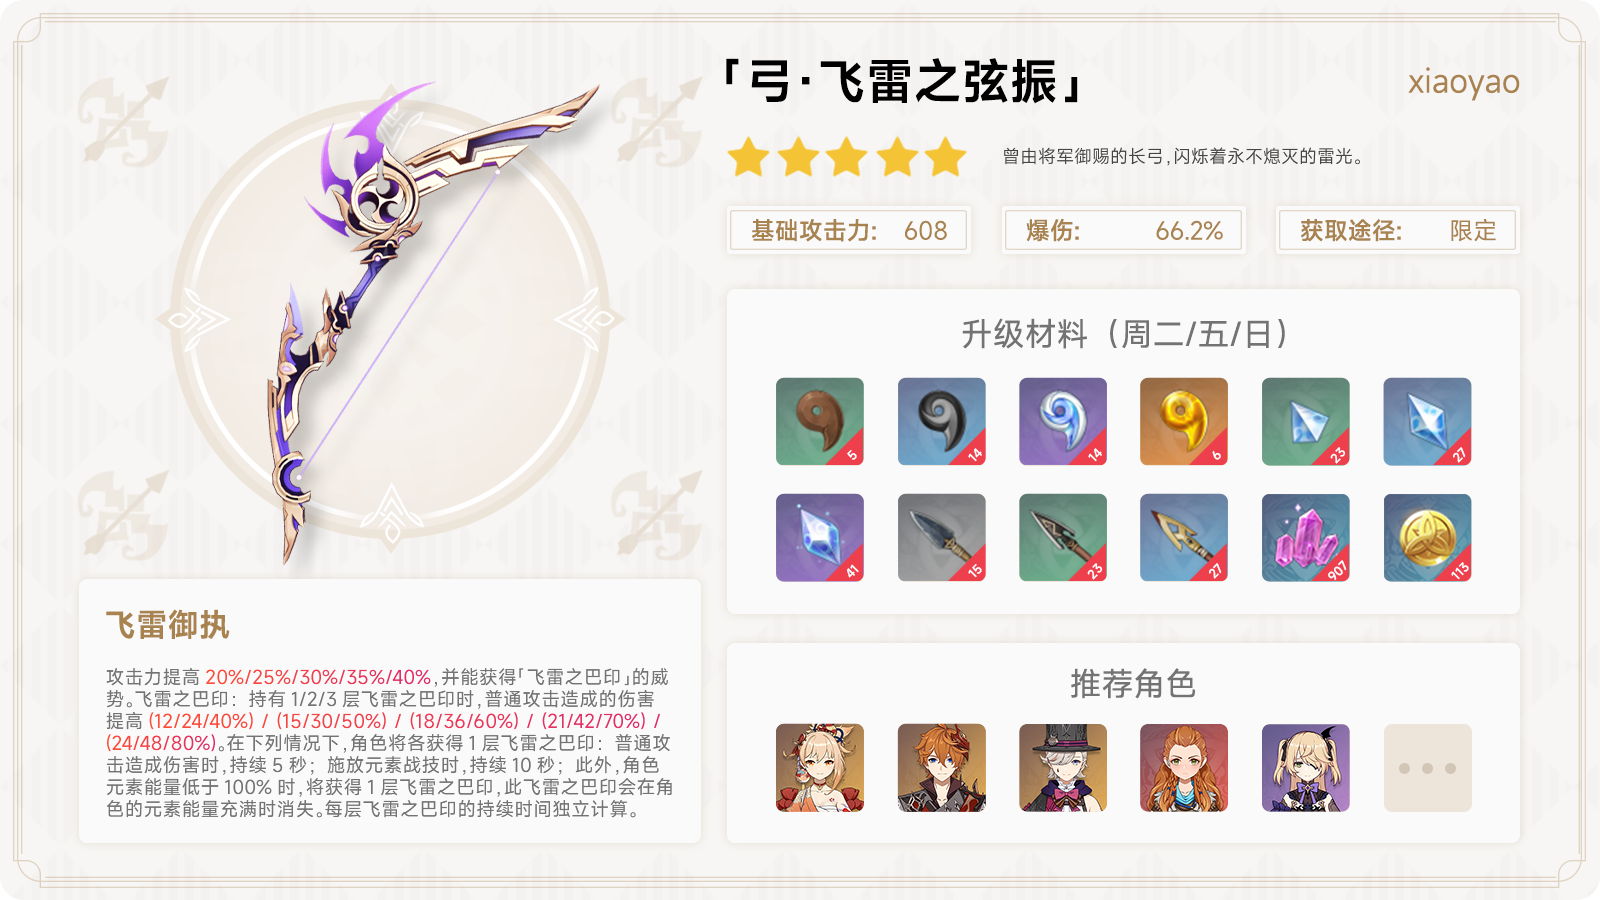 「弓·飞雷之弦振」
xiaoyao
曾由将军御赐的长弓,闪烁着永不熄灭的雷光。
基础攻击力: 608
爆伤: 66.2%
获取途径: 限定
升级材料（周二/五/日）
5 14 14 6 23 27
41 15 23 27 907 113
飞雷御执
攻击力提高 20%/25%/30%/35%/40%,并能获得「飞雷之巴印」的威
势。飞雷之巴印：持有 1/2/3 层飞雷之巴印时,普通攻击造成的伤害
提高 (12/24/40%) / (15/30/50%) / (18/36/60%) / (21/42/70%) /
(24/48/80%)。在下列情况下,角色将各获得 1 层飞雷之巴印：普通攻
击造成伤害时,持续 5 秒；施放元素战技时,持续 10 秒；此外,角色
元素能量低于 100% 时,将获得 1 层飞雷之巴印,此飞雷之巴印会在角
色的元素能量充满时消失。每层飞雷之巴印的持续时间独立计算。
推荐角色